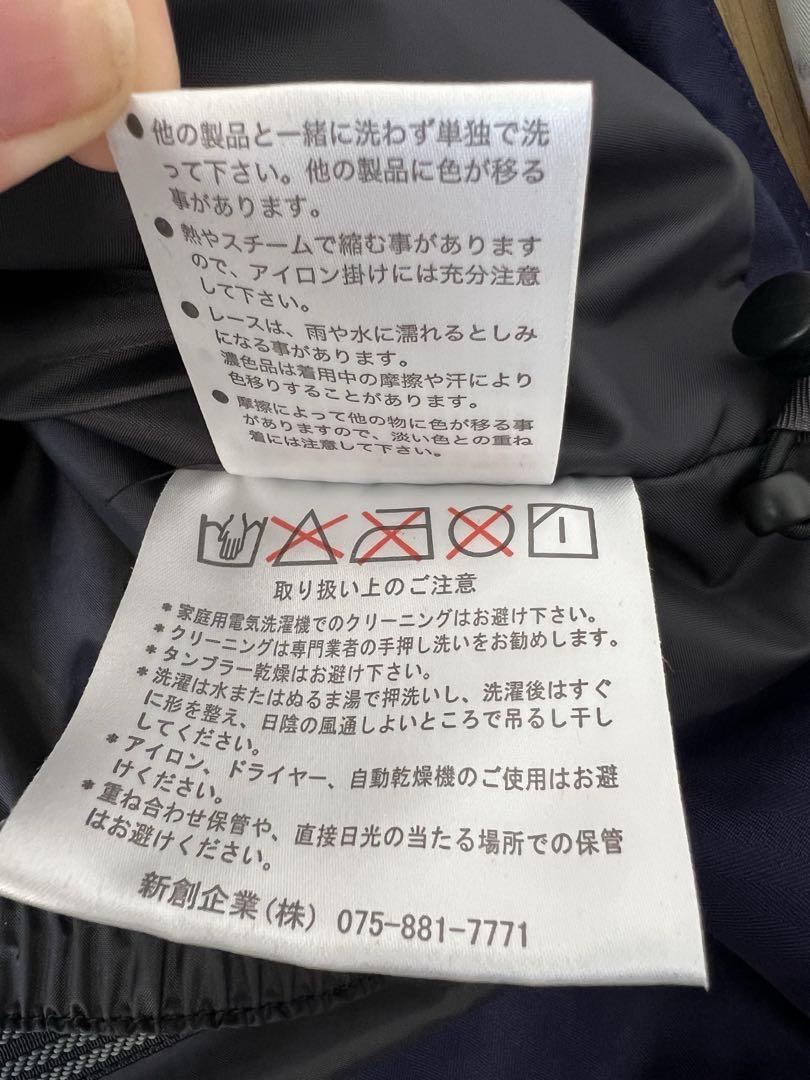 ● 他の製品と一緒に洗わず単独で洗
って下さい。他の製品に色が移る
事があります。
● 熱やスチームで縮む事があります
ので、アイロン掛けには充分注意
して下さい。
● レースは、雨や水に濡れるとしみ
になる事があります。
濃色品は着用中の摩擦や汗により
色移りすることがあります。
● 摩擦によって他の物に色が移る事
がありますので、淡い色との重ね
着には注意して下さい。
取り扱い上のご注意
*家庭用電気洗濯機でのクリーニングはお避け下さい。
*クリーニングは専門業者の手押し洗いをお勧めします。
*タンブラー乾燥はお避け下さい。
*洗濯は水またはぬるま湯で押洗いし、洗濯後はすぐ
に形を整え、日陰の風通しよいところで吊るし干し
してください。
*アイロン、ドライヤー、自動乾燥機のご使用はお避
けください。
*重ね合わせ保管や、直接日光の当たる場所での保管
はお避けください。
新創企業(株) 075-881-7771